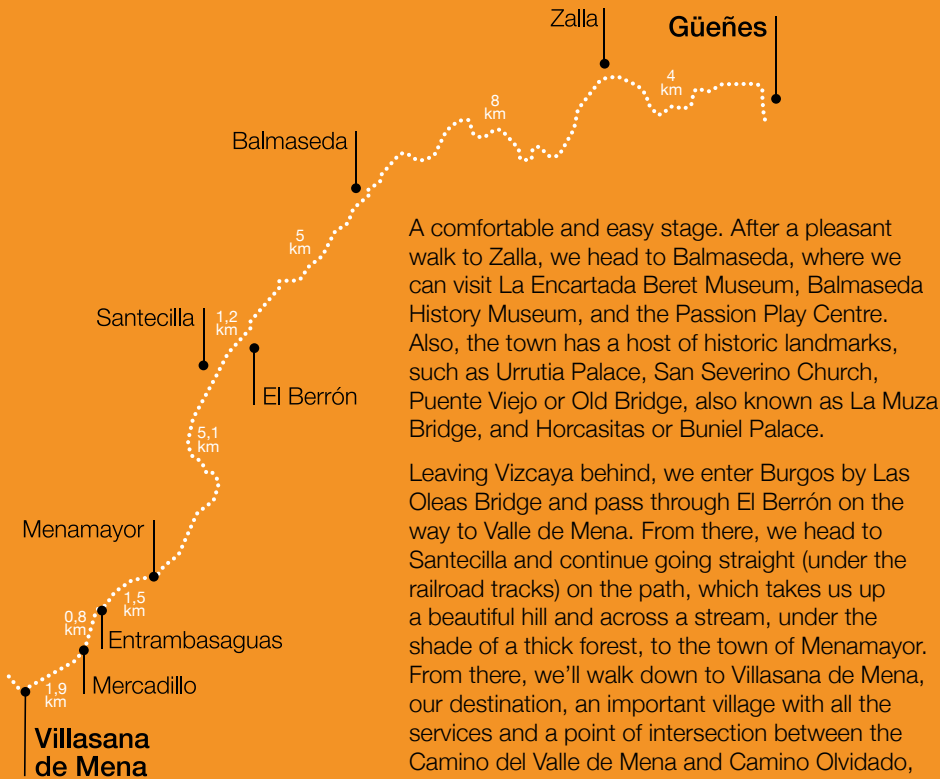 Zalla
Güeñes
4
km
8
km
Balmaseda
5
km
Santecilla
1,2
km
El Berrón
5,1
km
Menamayor
1,5
km
0,8
km
Entrambasaguas
Mercadillo
1,9
km
Villasana
de Mena
A comfortable and easy stage. After a pleasant
walk to Zalla, we head to Balmaseda, where we
can visit La Encartada Beret Museum, Balmaseda
History Museum, and the Passion Play Centre.
Also, the town has a host of historic landmarks,
such as Urrutia Palace, San Severino Church,
Puente Viejo or Old Bridge, also known as La Muza
Bridge, and Horcasitas or Buniel Palace.
Leaving Vizcaya behind, we enter Burgos by Las
Oleas Bridge and pass through El Berrón on the
way to Valle de Mena. From there, we head to
Santecilla and continue going straight (under the
railroad tracks) on the path, which takes us up
a beautiful hill and across a stream, under the
shade of a thick forest, to the town of Menamayor.
From there, we’ll walk down to Villasana de Mena,
our destination, an important village with all the
services and a point of intersection between the
Camino del Valle de Mena and Camino Olvidado,